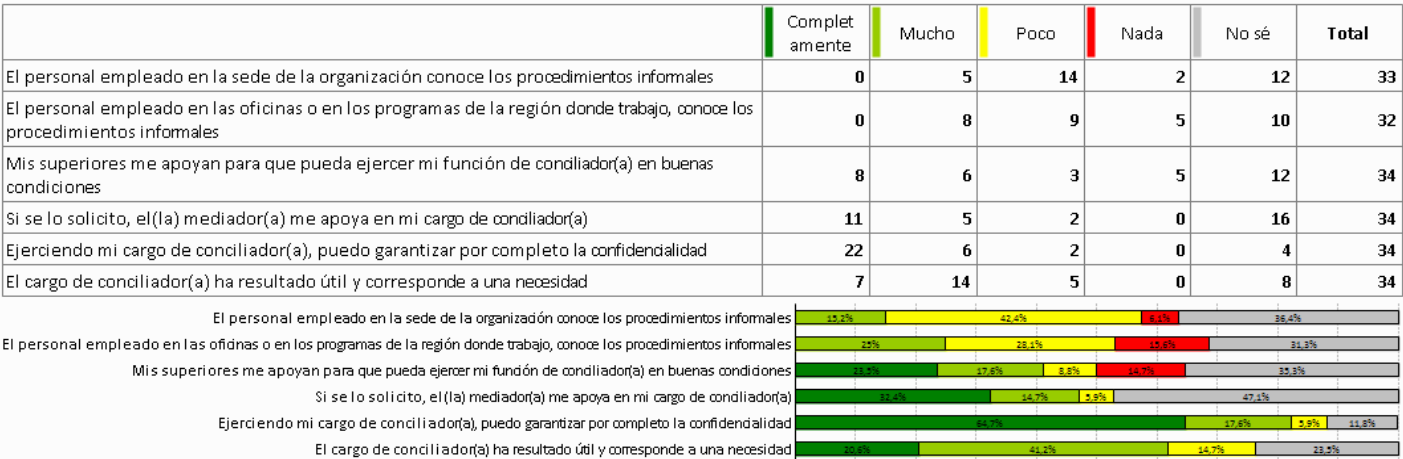 Complet
amente Mucho Poco Nada No sé Total
El personal empleado en la sede de la organización conoce los procedimientos informales 0 5 14 2 12 33
El personal empleado en las oficinas o en los programas de la región donde trabajo, conoce los
procedimientos informales 0 8 9 5 10 32
Mis superiores me apoyan para que pueda ejercer mi función de conciliador(a) en buenas
condiciones 8 6 3 5 12 34
Si se lo solicito, el(la) mediador(a) me apoya en mi cargo de conciliador(a) 11 5 2 0 16 34
Ejerciendo mi cargo de conciliador(a), puedo garantizar por completo la confidencialidad 22 6 2 0 4 34
El cargo de conciliador(a) ha resultado útil y corresponde a una necesidad 7 14 5 0 8 34
El personal empleado en la sede de la organización conoce los procedimientos informales 15,2% 42,4% 6,1% 36,4%
El personal empleado en las oficinas o en los programas de la región donde trabajo, conoce los procedimientos informales 25% 28,1% 15,6% 31,3%
Mis superiores me apoyan para que pueda ejercer mi función de conciliador(a) en buenas condiciones 23,5% 17,6% 8,8% 14,7% 35,3%
Si se lo solicito, el(la) mediador(a) me apoya en mi cargo de conciliador(a) 32,4% 14,7% 5,9% 47,1%
Ejerciendo mi cargo de conciliador(a), puedo garantizar por completo la confidencialidad 64,7% 17,6% 5,9% 11,8%
El cargo de conciliador(a) ha resultado útil y corresponde a una necesidad 20,6% 41,2% 14,7% 23,5%